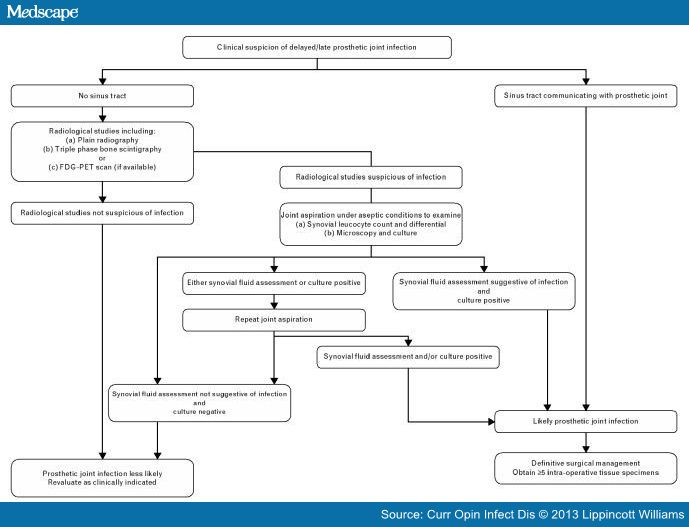 Medscape
Clinical suspicion of delayed/late prosthetic joint infection
No sinus tract
Sinus tract communicating with prosthetic joint
Radiological studies including:
(a) Plain radiography
(b) Triple phase bone scintigraphy
or
(c) FDG-PET scan (if available)
Radiological studies suspicious of infection
Radiological studies not suspicious of infection
Joint aspiration under aseptic conditions to examine
(a) Synovial leucocyte count and differential
(b) Microscopy and culture
Either synovial fluid assessment or culture positive
Synovial fluid assessment suggestive of infection
and
culture positive
Repeat joint aspiration
Synovial fluid assessment and/or culture positive
Synovial fluid assessment not suggestive of infection
and
culture negative
Likely prosthetic joint infection
Prosthetic joint infection less likely
Revaluate as clinically indicated
Definitive surgical management
Obtain ≥5 intra-operative tissue specimens
Source: Curr Opin Infect Dis © 2013 Lippincott Williams